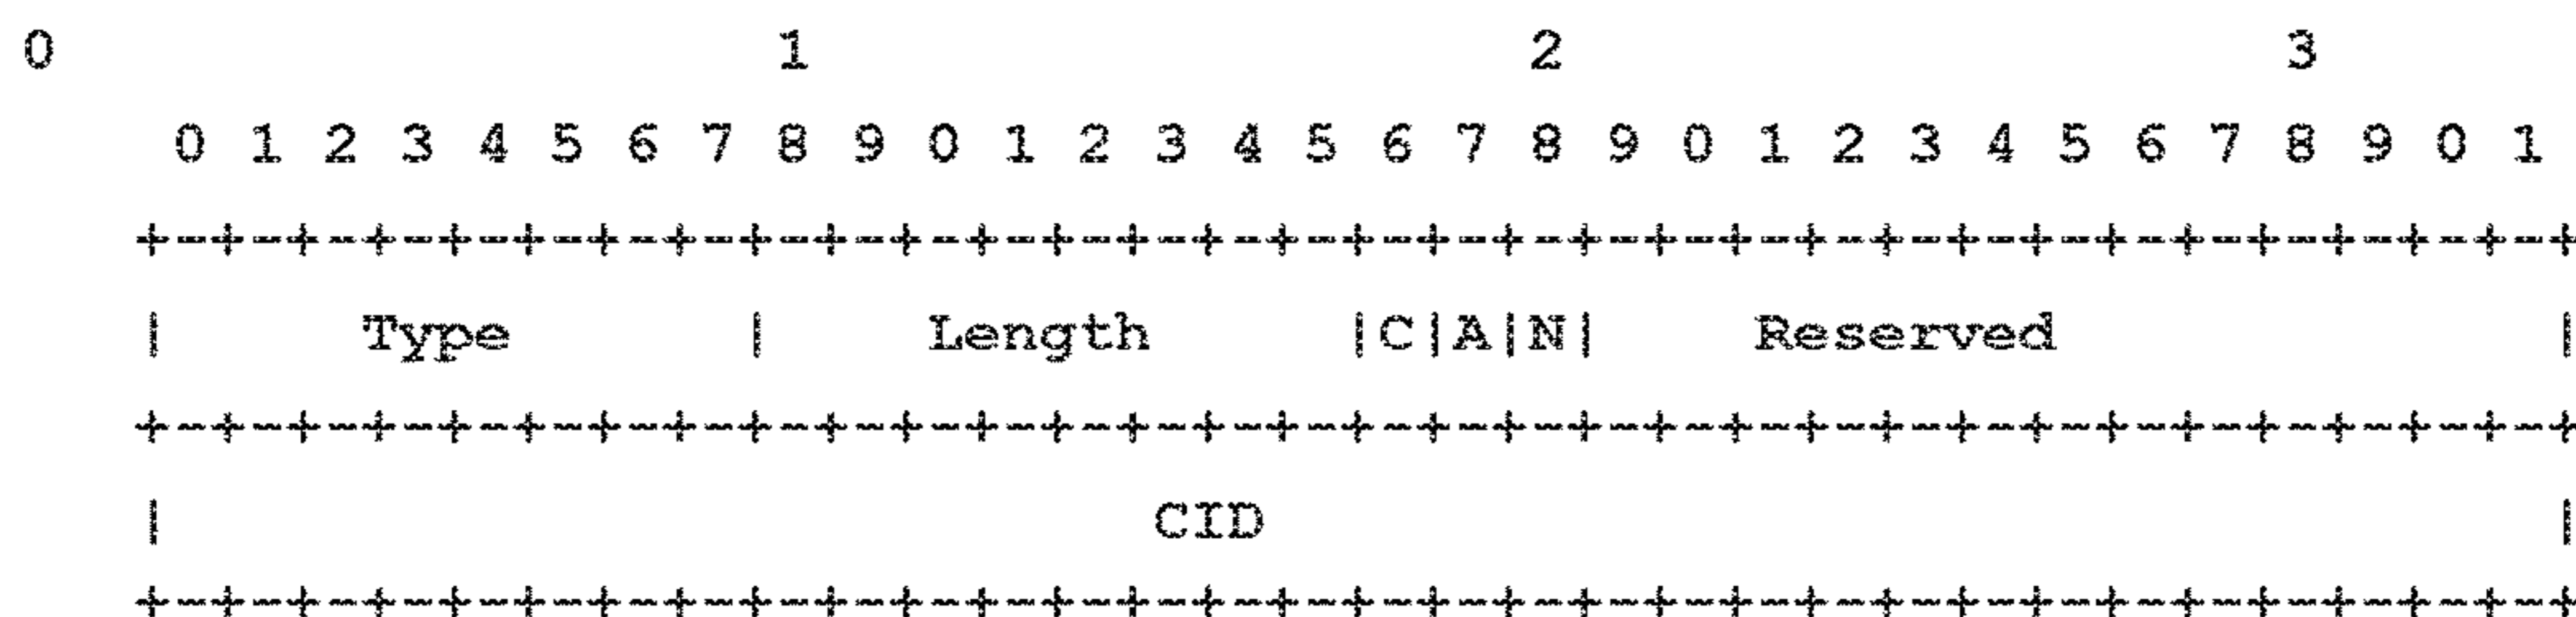 0                   1                   2                   3
    0 1 2 3 4 5 6 7 8 9 0 1 2 3 4 5 6 7 8 9 0 1 2 3 4 5 6 7 8 9 0 1
   +-+-+-+-+-+-+-+-+-+-+-+-+-+-+-+-+-+-+-+-+-+-+-+-+-+-+-+-+-+-+-+-+
   |     Type      |    Length     |C|A|N|    Reserved             |
   +-+-+-+-+-+-+-+-+-+-+-+-+-+-+-+-+-+-+-+-+-+-+-+-+-+-+-+-+-+-+-+-+
   |                          CID                                  |
   +-+-+-+-+-+-+-+-+-+-+-+-+-+-+-+-+-+-+-+-+-+-+-+-+-+-+-+-+-+-+-+-+